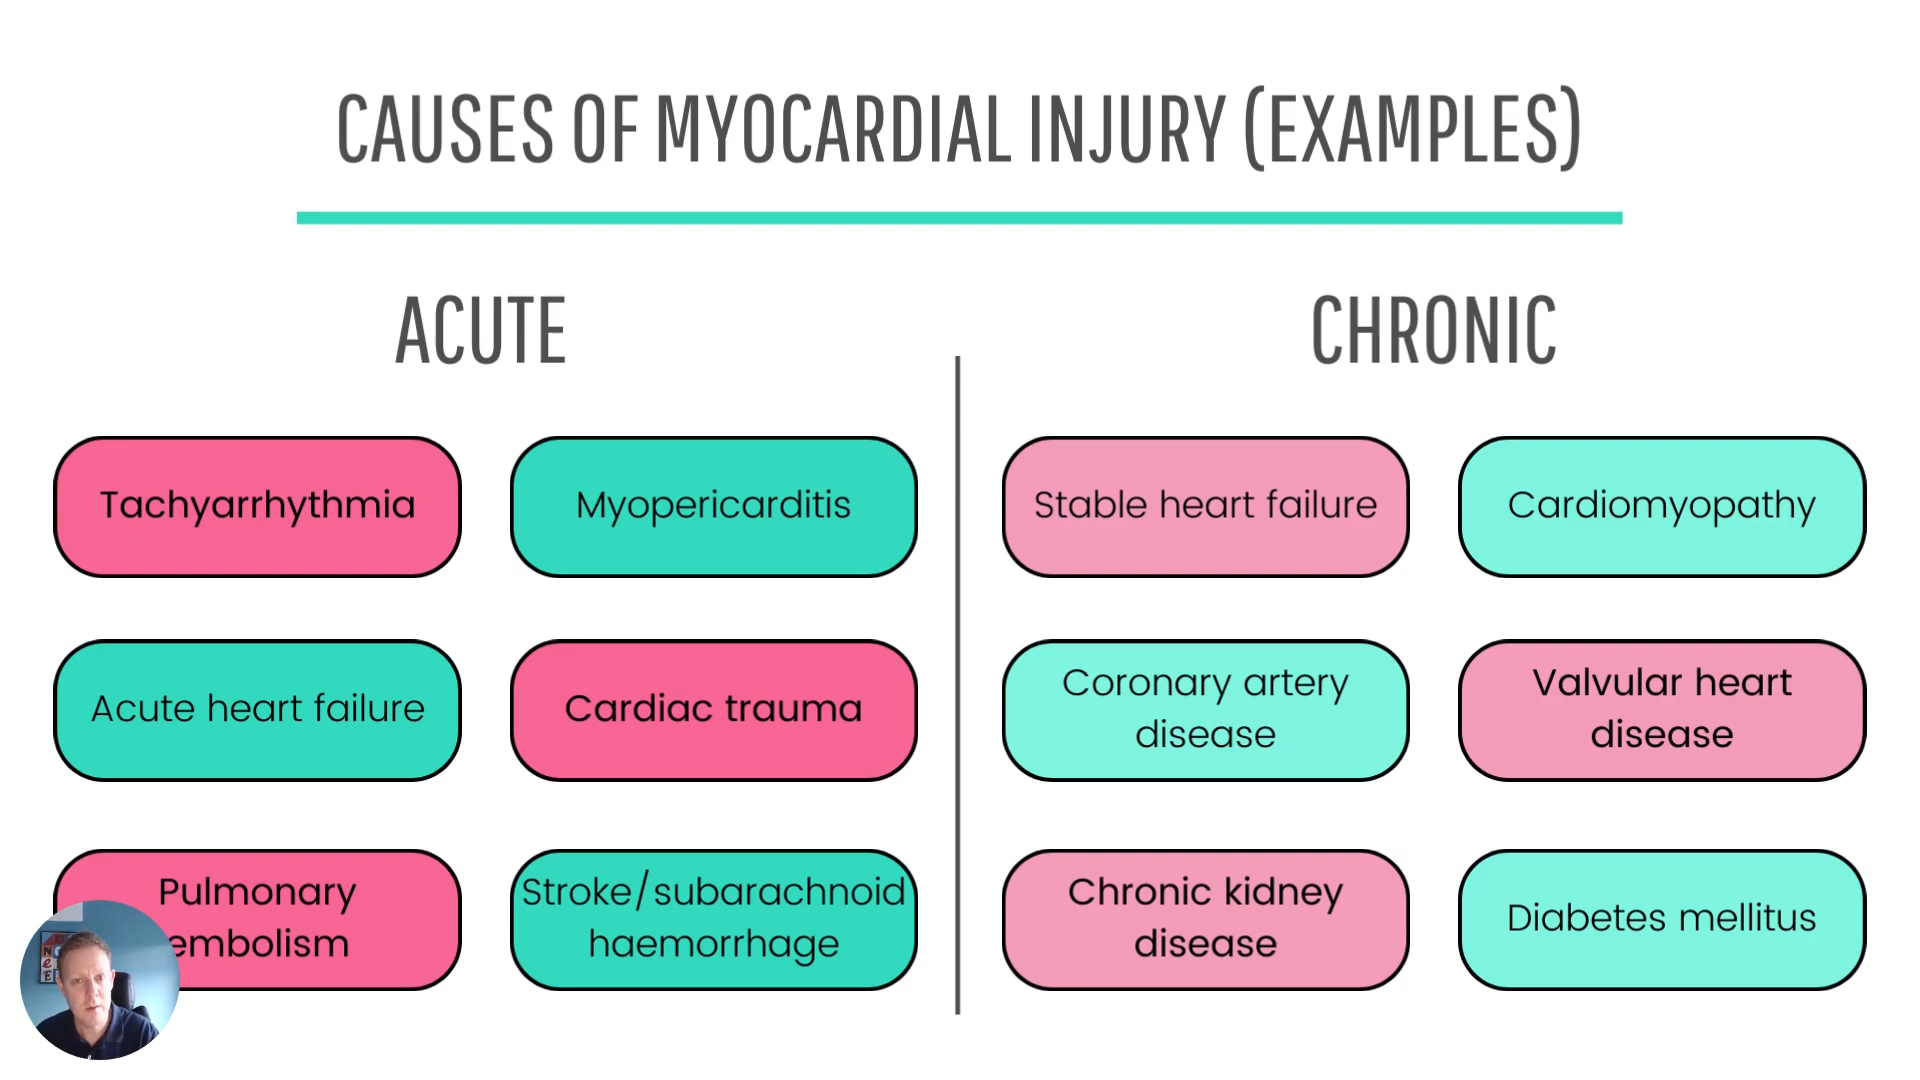 CAUSES OF MYOCARDIAL INJURY (EXAMPLES)
ACUTE
Tachyarrhythmia
Myopericarditis
Acute heart failure
Cardiac trauma
Pulmonary
embolism
Stroke/subarachnoid
haemorrhage
CHRONIC
Stable heart failure
Cardiomyopathy
Coronary artery
disease
Valvular heart
disease
Chronic kidney
disease
Diabetes mellitus